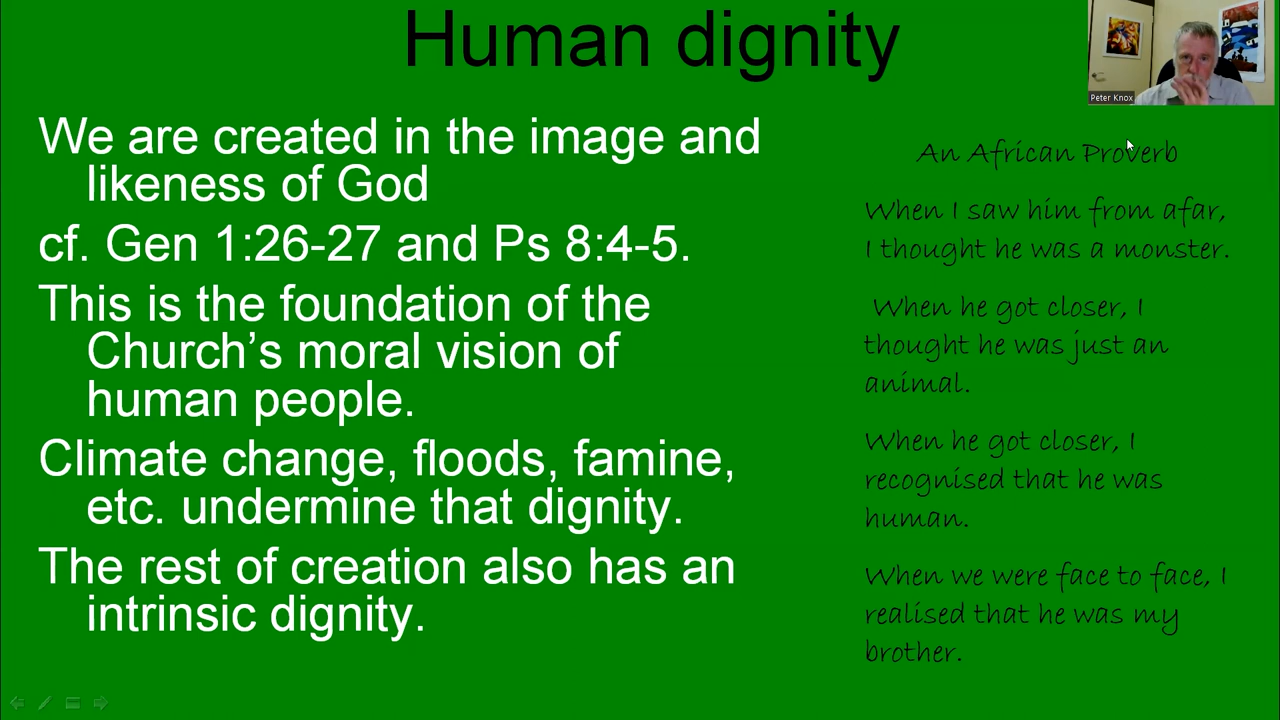 Human dignity
Peter Knox
We are created in the image and
likeness of God
cf. Gen 1:26-27 and Ps 8:4-5.
This is the foundation of the
Church’s moral vision of
human people.
Climate change, floods, famine,
etc. undermine that dignity.
The rest of creation also has an
intrinsic dignity.
An African Proverb
When I saw him from afar,
I thought he was a monster.
When he got closer, I
thought he was just an
animal.
When he got closer, I
recognised that he was
human.
When we were face to face, I
realised that he was my
brother.